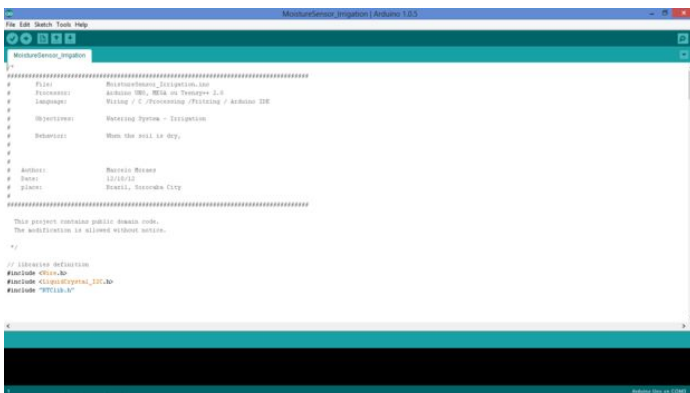 MoistureSensor_Irrigation | Arduino 1.0.5
File Edit Sketch Tools Help
MoistureSensor_Irrigation
/*
################################################################################
# File: MoistureSensor_Irrigation.ino
# Processor: Arduino UNO, MEGA ou Teensy++ 2.0
# Language: Wiring / C /Processing /Fritzing / Arduino IDE
#
# Objectives: Watering System - Irrigation
#
# Behavior: When the soil is dry,
#
#
#
# Author: Marcelo Moraes
# Date: 12/10/12
# place: Brazil, Sorocaba City
#
################################################################################
This project contains public domain code.
The modification is allowed without notice.
*/
// libraries definition
#include <Wire.h>
#include <LiquidCrystal_I2C.h>
#include "RTClib.h"
1
Arduino Uno on COM3